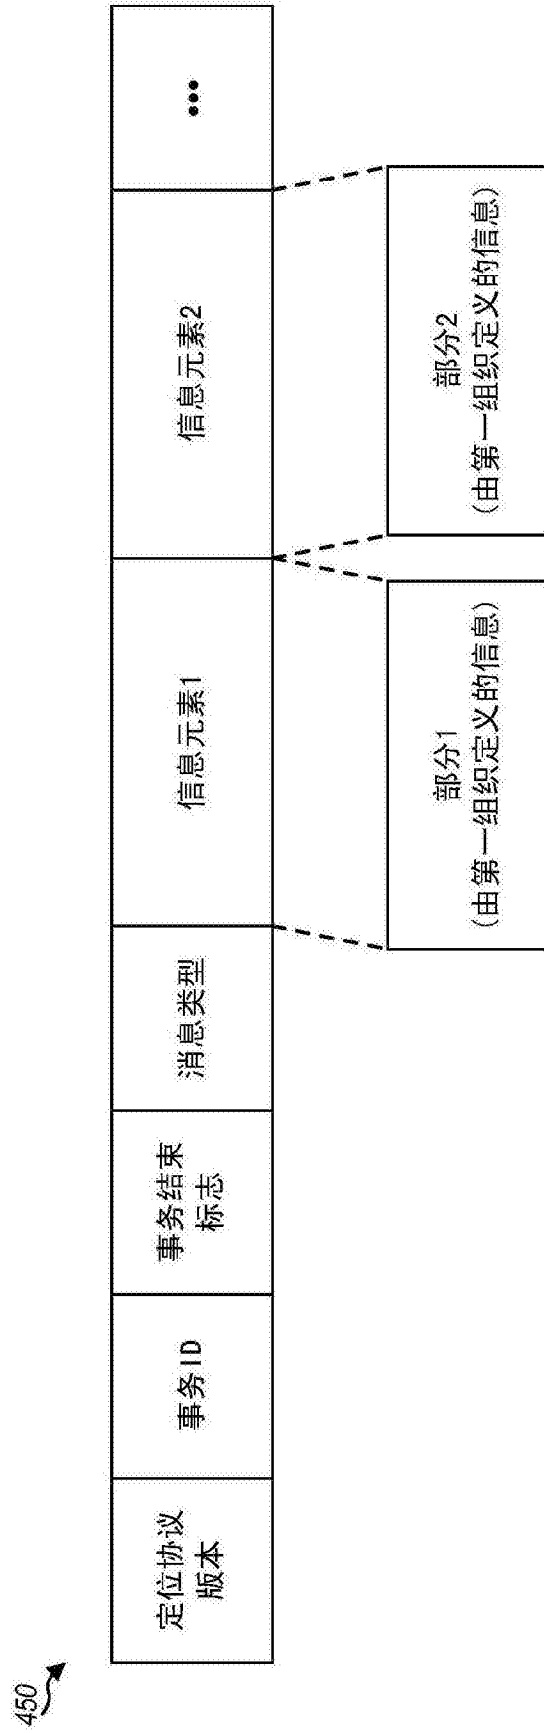 450
定位协议
版本
事务ID
事务结束
标志
消息类型
信息元素1
信息元素2
•••
部分1
(由第一组织定义的信息)
部分2
(由第一组织定义的信息)